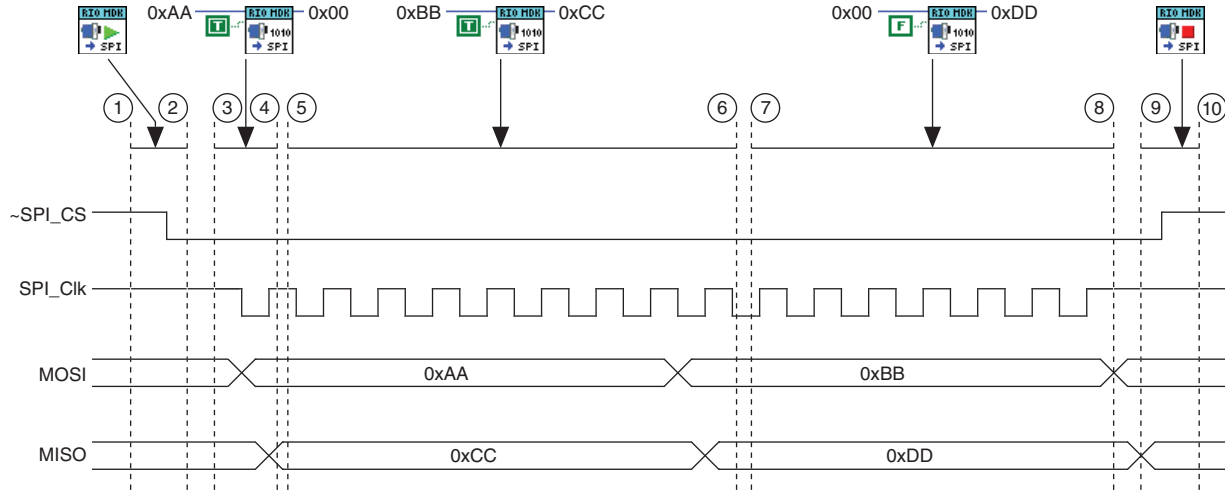 RIO MDK
SPI
0xAA
T
RIO MDK
1010
SPI
0x00
0xBB
T
RIO MDK
1010
SPI
0xCC
0x00
F
RIO MDK
1010
SPI
0xDD
RIO MDK
SPI
1 2 3 4 5 6 7 8 9 10
~SPI_CS
SPI_Clk
MOSI 0xAA 0xBB
MISO 0xCC 0xDD